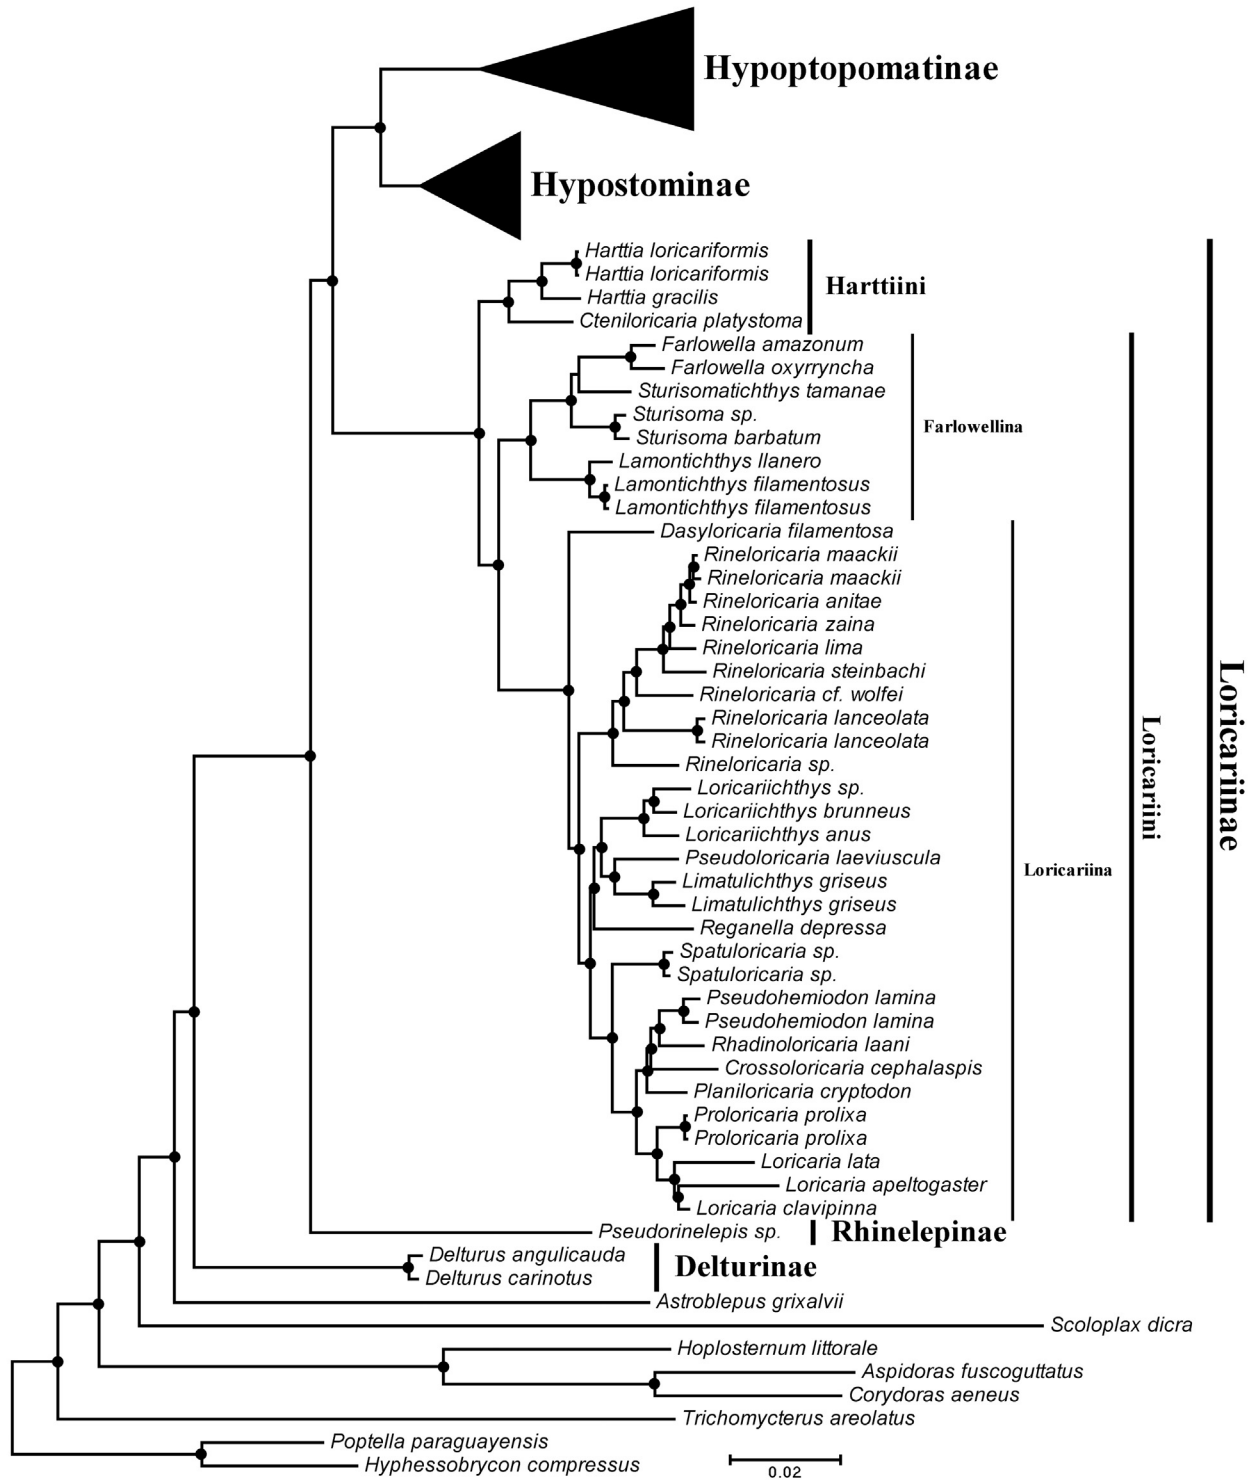 Hypoptopomatinae
Hypostominae
Harttia loricariformis
Harttia loricariformis
Harttiini
Harttia gracilis
Cteniloricaria platystoma
Farlowella amazonum
Farlowella oxyrryncha
Sturisomatichthys tamanae
Sturisoma sp.
Farlowellina
Sturisoma barbatum
Lamontichthys llanero
Lamontichthys filamentosus
Lamontichthys filamentosus
Dasyloricaria filamentosa
Rineloricaria maackii
Rineloricaria maackii
Rineloricaria anitae
Rineloricaria zaina
Rineloricaria lima
Rineloricaria steinbachi
Rineloricaria cf. wolfei
Rineloricaria lanceolata
Rineloricaria lanceolata
Rineloricaria sp.
Loricariichthys sp.
Loricariichthys brunneus
Loricariichthys anus
Pseudoloricaria laeviuscula
Loricariina
Loricariini
Loricariinae
Limatulichthys griseus
Limatulichthys griseus
Reganella depressa
Spatuloricaria sp.
Spatuloricaria sp.
Pseudohemiodon lamina
Pseudohemiodon lamina
Rhadinoloricaria laani
Crossoloricaria cephalaspis
Planiloricaria cryptodon
Proloricaria prolixa
Proloricaria prolixa
Loricaria lata
Loricaria apeltogaster
Loricaria clavipinna
Pseudorinelepis sp.
Rhinelepinae
Delturus angulicauda
Delturinae
Delturus carinotus
Astroblepus grixalvii
Scoloplax dicra
Hoplosternum littorale
Aspidoras fuscoguttatus
Corydoras aeneus
Trichomycterus areolatus
Poptella paraguayensis
Hyphessobrycon compressus
0.02